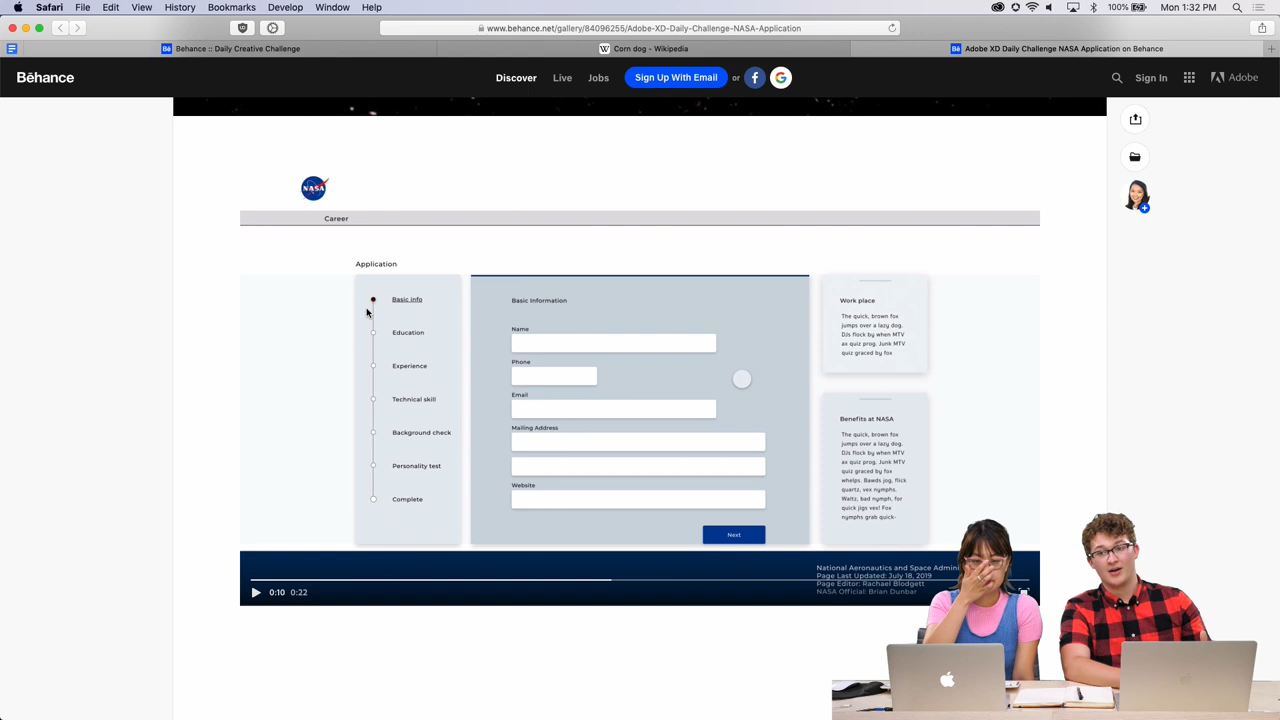 Safari File Edit View History Bookmarks Develop Window Help
100% Mon 1:32 PM
www.behance.net/gallery/84096255/Adobe-XD-Daily-Challenge-NASA-Application
Bē Behance :: Daily Creative Challenge
W Corn dog – Wikipedia
Bē Adobe XD Daily Challenge NASA Application on Behance
Bēhance
Discover Live Jobs Sign Up With Email or f G
Sign In Adobe
NASA
Career
Application
Basic info
Education
Experience
Technical skill
Background check
Personality test
Complete
Basic Information
Name
Phone
Email
Mailing Address
Website
Next
Work place
The quick, brown fox
jumps over a lazy dog.
DJs flock by when MTV
ax quiz prog. Junk MTV
quiz graced by fox
Benefits at NASA
The quick, brown fox
jumps over a lazy dog.
DJs flock by when MTV
ax quiz prog. Junk MTV
quiz graced by fox
whelps. Bawds jog, flick
quartz, vex nymphs.
Waltz, bad nymph, for
quick jigs vex! Fox
nymphs grab quick-
National Aeronautics and Space Admini
Page Last Updated: July 18, 2019
Page Editor: Rachael Blodgett
NASA Official: Brian Dunbar
0:10 0:22